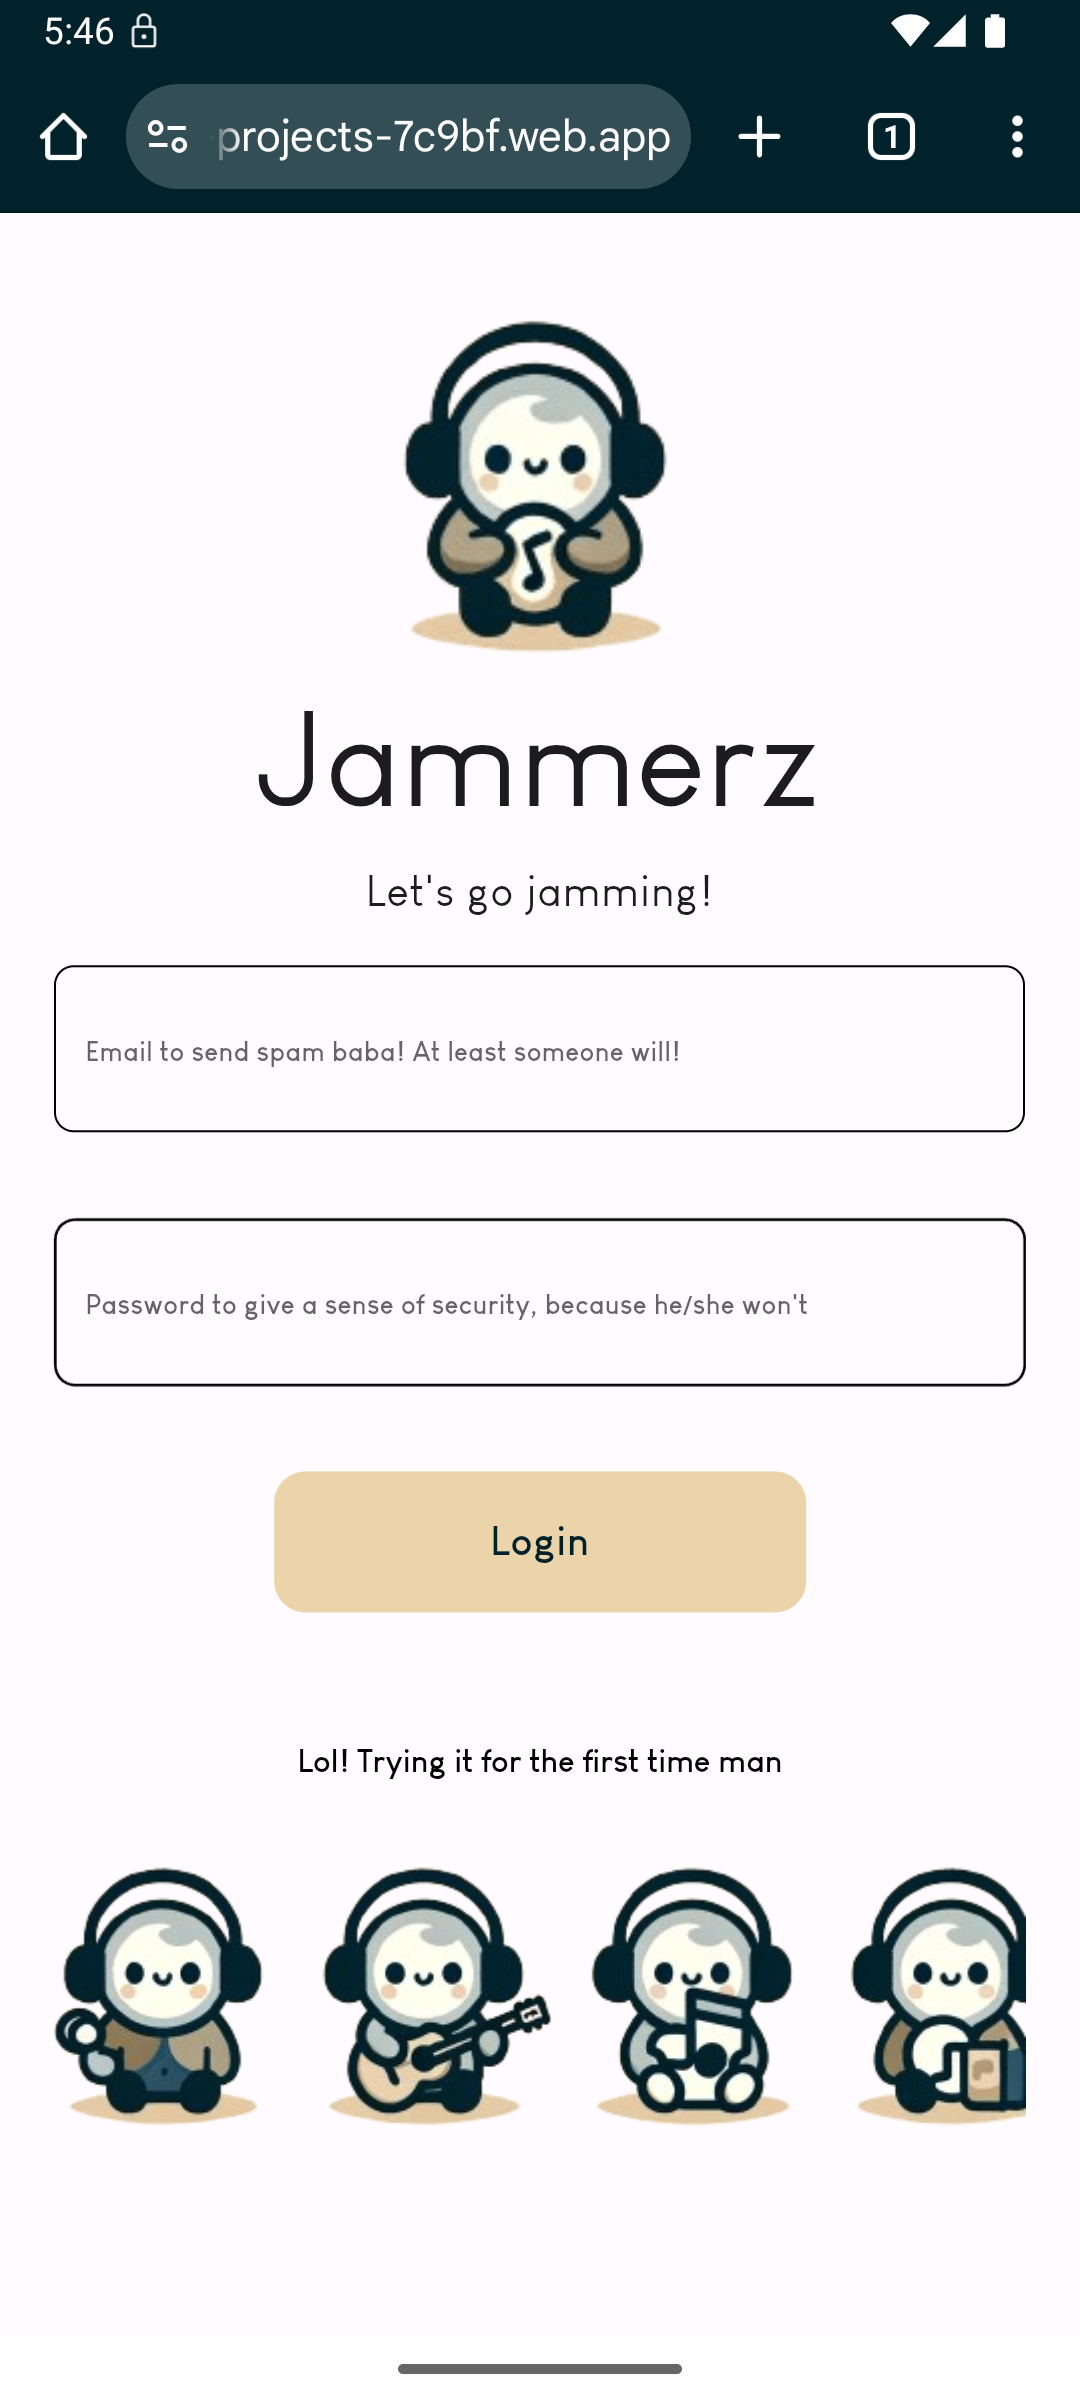 5:46
projects-7c9bf.web.app
1
Jammerz
Let's go jamming!
Email to send spam baba! At least someone will!
Password to give a sense of security, because he/she won't
Login
Lol! Trying it for the first time man